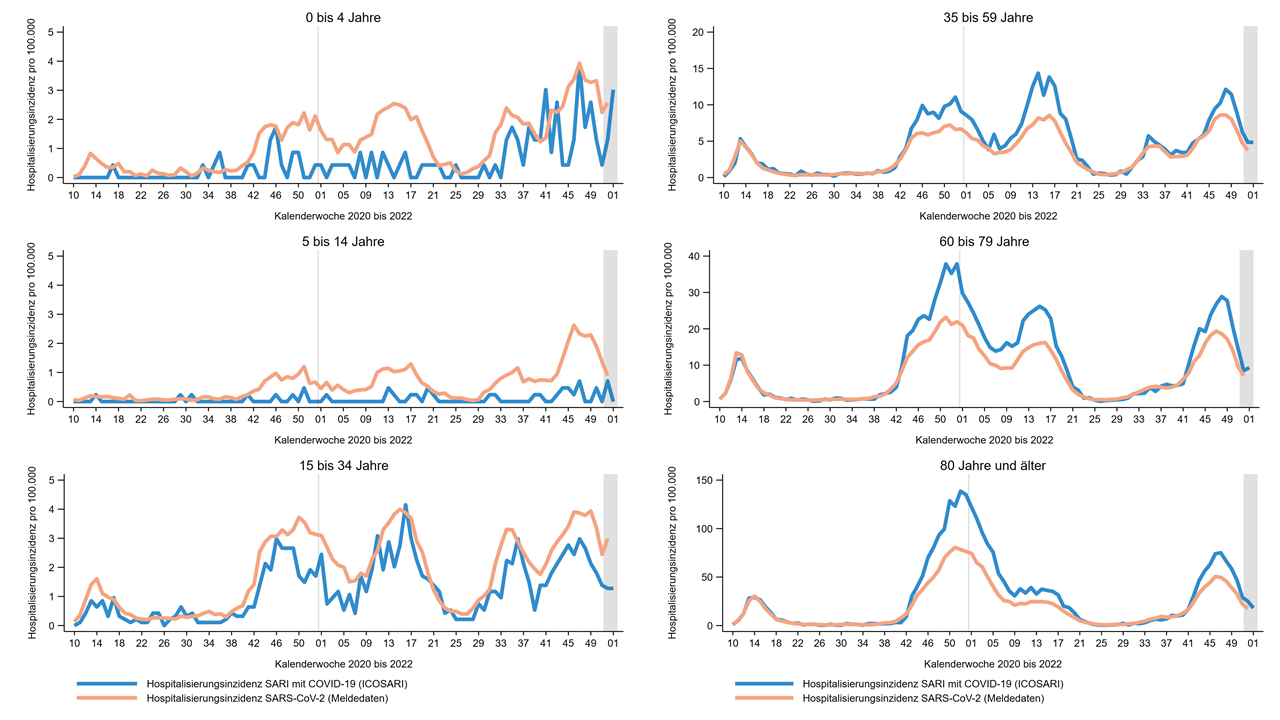 0 bis 4 Jahre
Hospitalisierungsinzidenz pro 100.000
5
4
3
2
1
0
10 14 18 22 26 30 34 38 42 46 50 01 05 09 13 17 21 25 29 33 37 41 45 49 01
Kalenderwoche 2020 bis 2022
5 bis 14 Jahre
Hospitalisierungsinzidenz pro 100.000
5
4
3
2
1
0
10 14 18 22 26 30 34 38 42 46 50 01 05 09 13 17 21 25 29 33 37 41 45 49 01
Kalenderwoche 2020 bis 2022
15 bis 34 Jahre
Hospitalisierungsinzidenz pro 100.000
5
4
3
2
1
0
10 14 18 22 26 30 34 38 42 46 50 01 05 09 13 17 21 25 29 33 37 41 45 49 01
Kalenderwoche 2020 bis 2022
Hospitalisierungsinzidenz SARI mit COVID-19 (ICOSARI)
Hospitalisierungsinzidenz SARS-CoV-2 (Meldedaten)
35 bis 59 Jahre
Hospitalisierungsinzidenz pro 100.000
20
15
10
5
0
10 14 18 22 26 30 34 38 42 46 50 01 05 09 13 17 21 25 29 33 37 41 45 49 01
Kalenderwoche 2020 bis 2022
60 bis 79 Jahre
Hospitalisierungsinzidenz pro 100.000
40
30
20
10
0
10 14 18 22 26 30 34 38 42 46 50 01 05 09 13 17 21 25 29 33 37 41 45 49 01
Kalenderwoche 2020 bis 2022
80 Jahre und älter
Hospitalisierungsinzidenz pro 100.000
150
100
50
0
10 14 18 22 26 30 34 38 42 46 50 01 05 09 13 17 21 25 29 33 37 41 45 49 01
Kalenderwoche 2020 bis 2022
Hospitalisierungsinzidenz SARI mit COVID-19 (ICOSARI)
Hospitalisierungsinzidenz SARS-CoV-2 (Meldedaten)